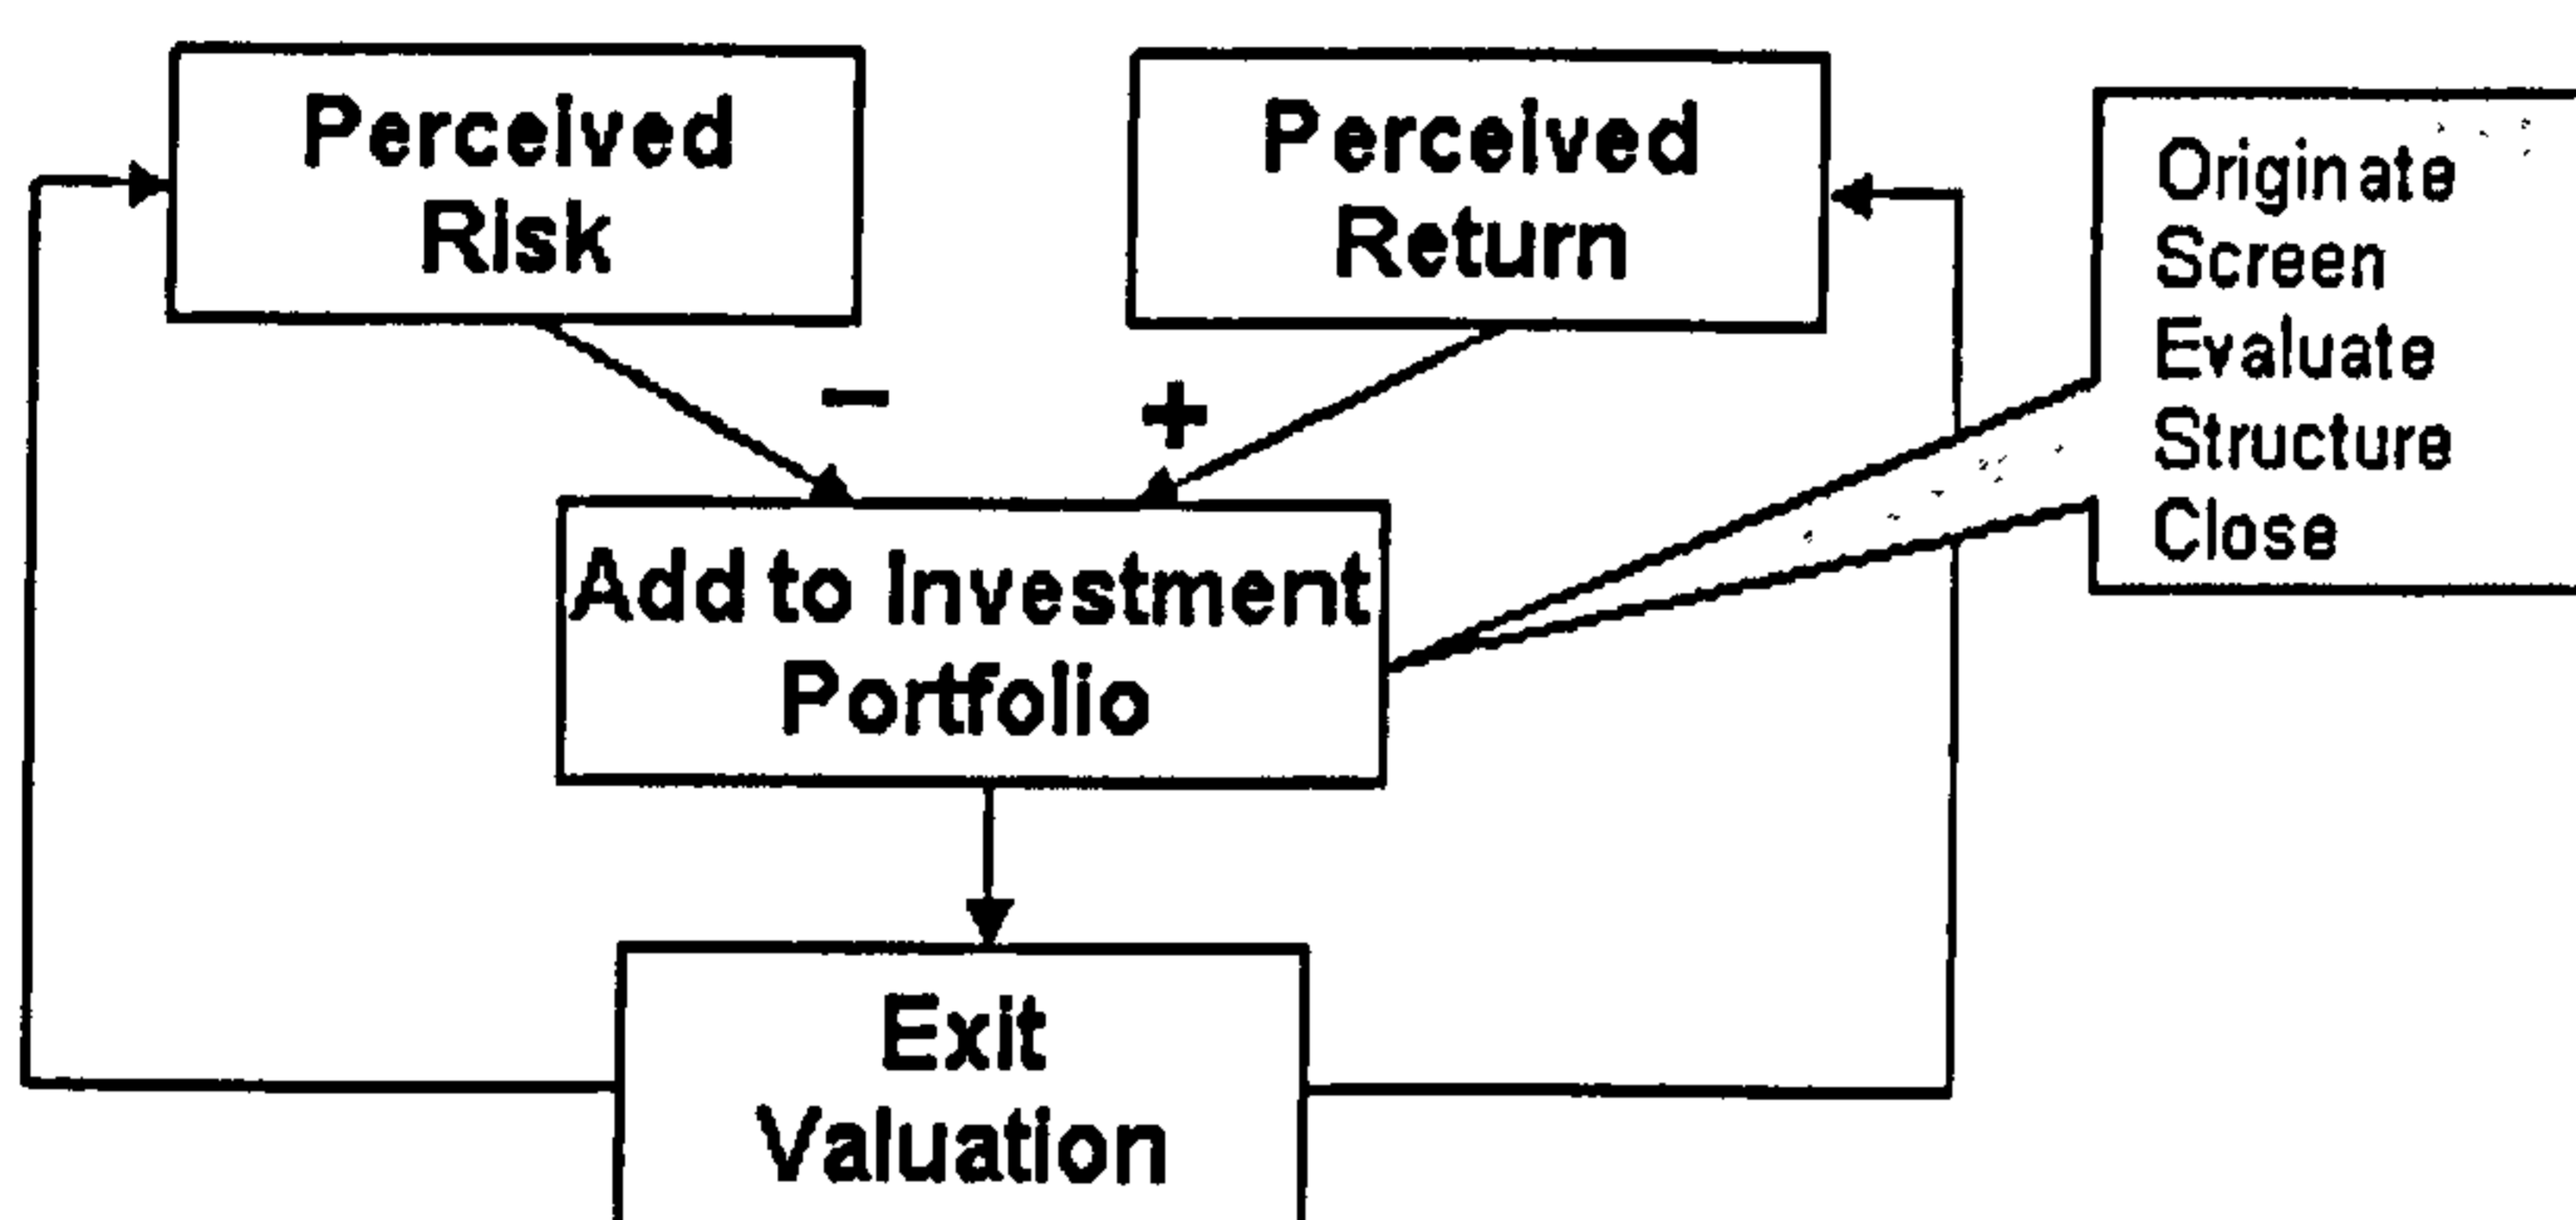 Perceived
Risk
Perceived
Return
Originate
Screen
Evaluate
Structure
Close
−
+
Add to Investment
Portfolio
Exit
Valuation